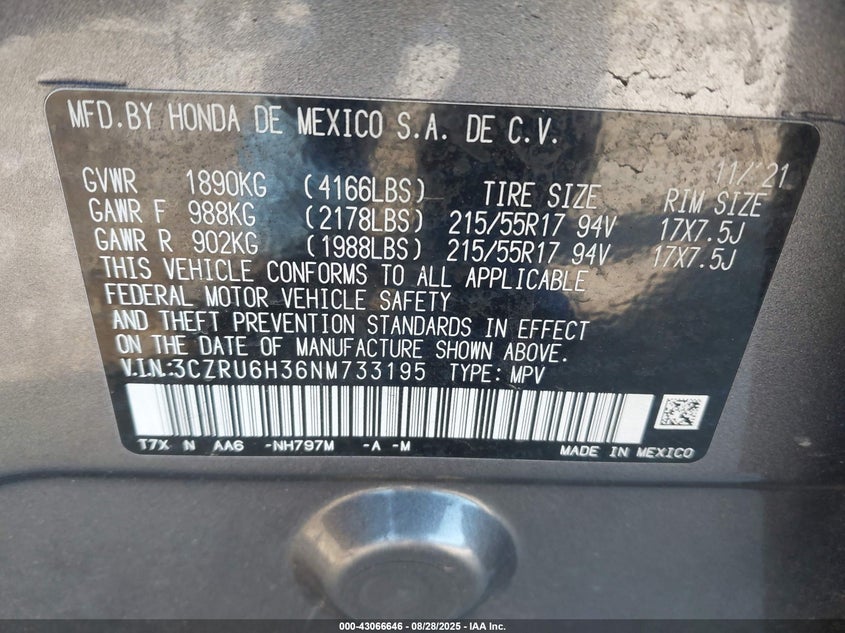 MFD.BY HONDA DE MEXICO S.A. DE C.V.
11/21
GVWR 1890KG (4166LBS) TIRE SIZE RIM SIZE
GAWR F 988KG (2178LBS) 215/55R17 94V 17X7.5J
GAWR R 902KG (1988LBS) 215/55R17 94V 17X7.5J
THIS VEHICLE CONFORMS TO ALL APPLICABLE
FEDERAL MOTOR VEHICLE SAFETY
AND THEFT PREVENTION STANDARDS IN EFFECT
ON THE DATE OF MANUFACTURE SHOWN ABOVE.
V.I.N.:3CZRU6H36NM733195 TYPE: MPV
T7X N AA6 -NH797M -A -M
MADE IN MEXICO
000-43066646 - 08/28/2025 - IAA Inc.